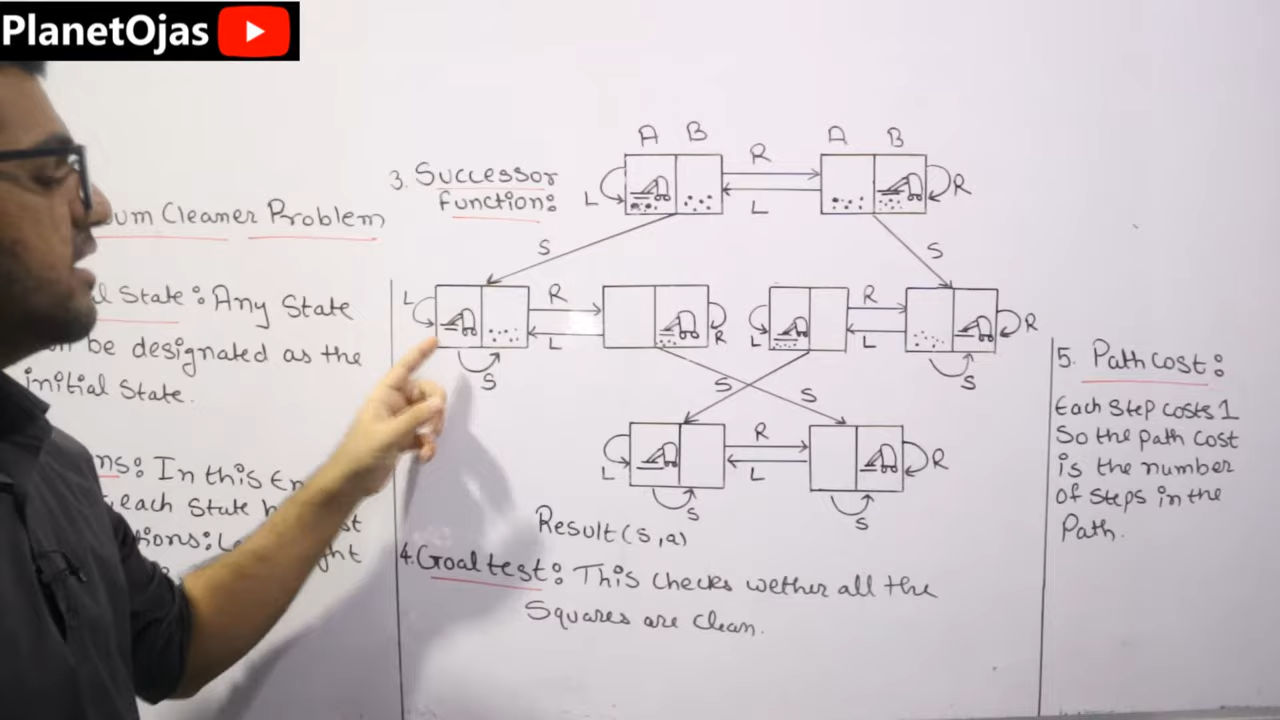 PlanetOjas
um Cleaner Problem
l State: Any State
be designated as the
initial State.
ns: In this En
each State h st
tions: L ght
3. Successor
function:
A B
A B
R
L
L
R
S
S
L
R
L
R
L
R
L
R
S
S
S
S
L
R
L
R
S
S
Result(s,a)
4. Goal test: This checks wether all the
Squares are clean.
5. Path cost:
Each Step costs 1
So the path cost
is the number
of steps in the
Path.